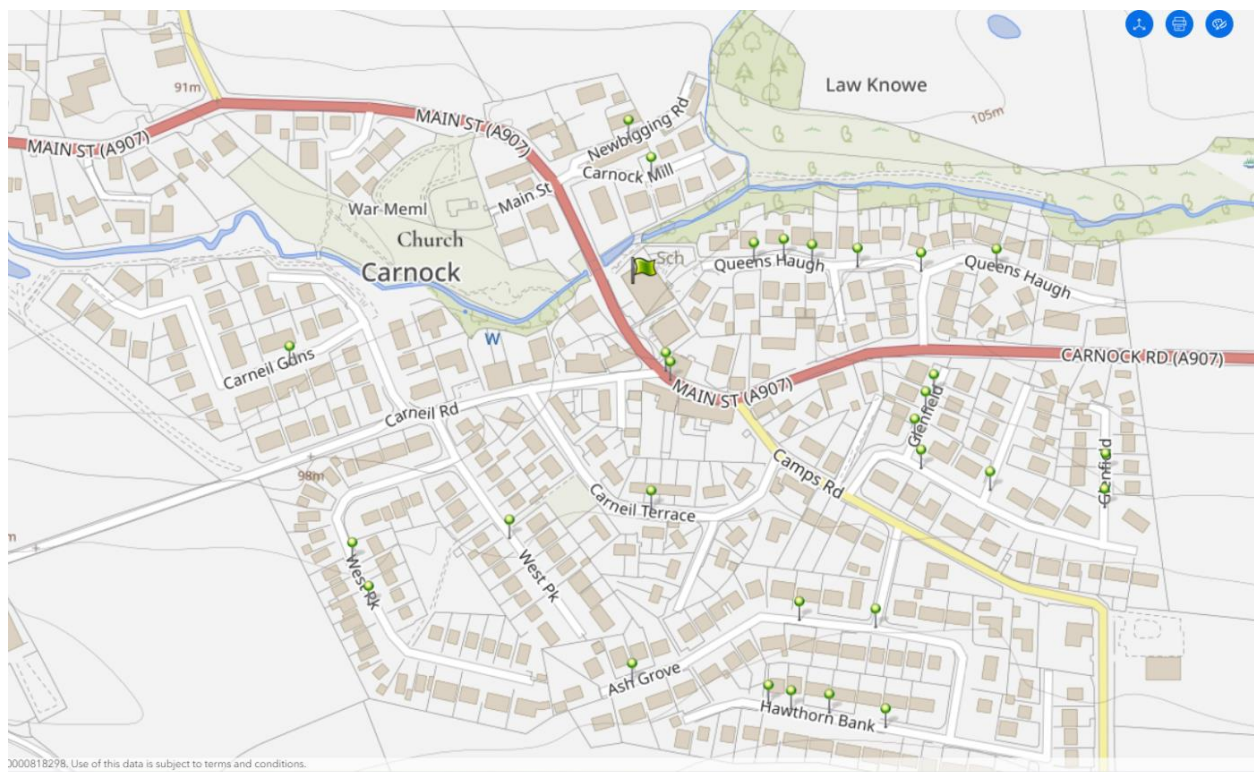 Law Knowe
91m
105m
MAIN ST (A907)
MAIN ST (A907)
Newbigging Rd
Carnock Mill
Main St
War Meml
Church
Carnock
Sch
Queens Haugh
Queens Haugh
W
Carneil Gdns
CARNOCK RD (A907)
MAIN ST (A907)
Carneil Rd
Glenfield
Glenfield
98m
Camps Rd
Carneil Terrace
m
West Pk
West Pk
Ash Grove
Hawthorn Bank
0000818298. Use of this data is subject to terms and conditions.